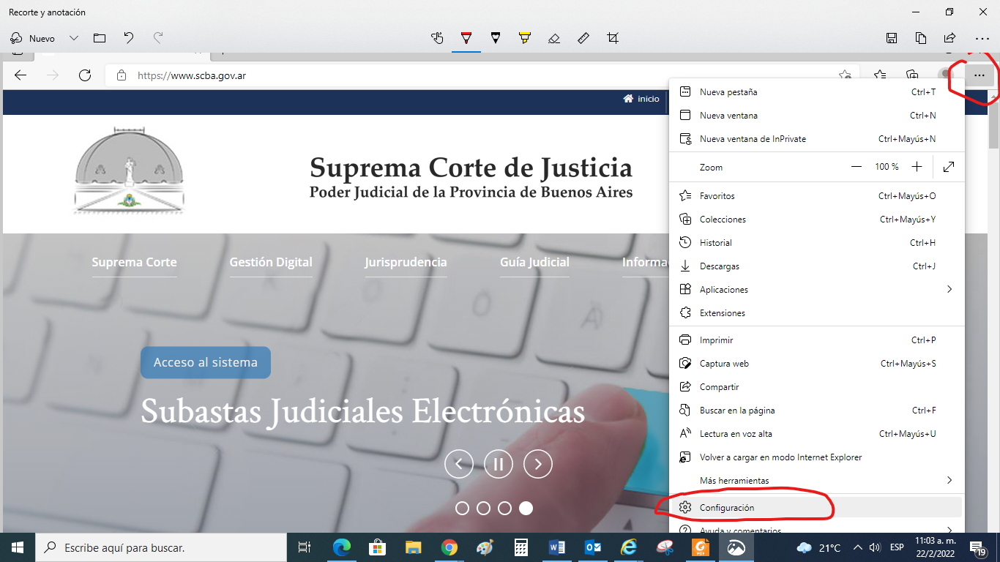 Recorte y anotación
Nuevo
https://www.scba.gov.ar
inicio
Suprema Corte de Justicia
Poder Judicial de la Provincia de Buenos Aires
Suprema Corte
Gestión Digital
Jurisprudencia
Guía Judicial
Informac
Acceso al sistema
Subastas Judiciales Electrónicas
Nueva pestaña Ctrl+T
Nueva ventana Ctrl+N
Nueva ventana de InPrivate Ctrl+Mayús+N
Zoom 100 %
Favoritos Ctrl+Mayús+O
Colecciones Ctrl+Mayús+Y
Historial Ctrl+H
Descargas Ctrl+J
Aplicaciones
Extensiones
Imprimir Ctrl+P
Captura web Ctrl+Mayús+S
Compartir
Buscar en la página Ctrl+F
Lectura en voz alta Ctrl+Mayús+U
Volver a cargar en modo Internet Explorer
Más herramientas
Configuración
Ayuda y comentarios
Escribe aquí para buscar.
21°C
ESP
11:03 a. m.
22/2/2022
19